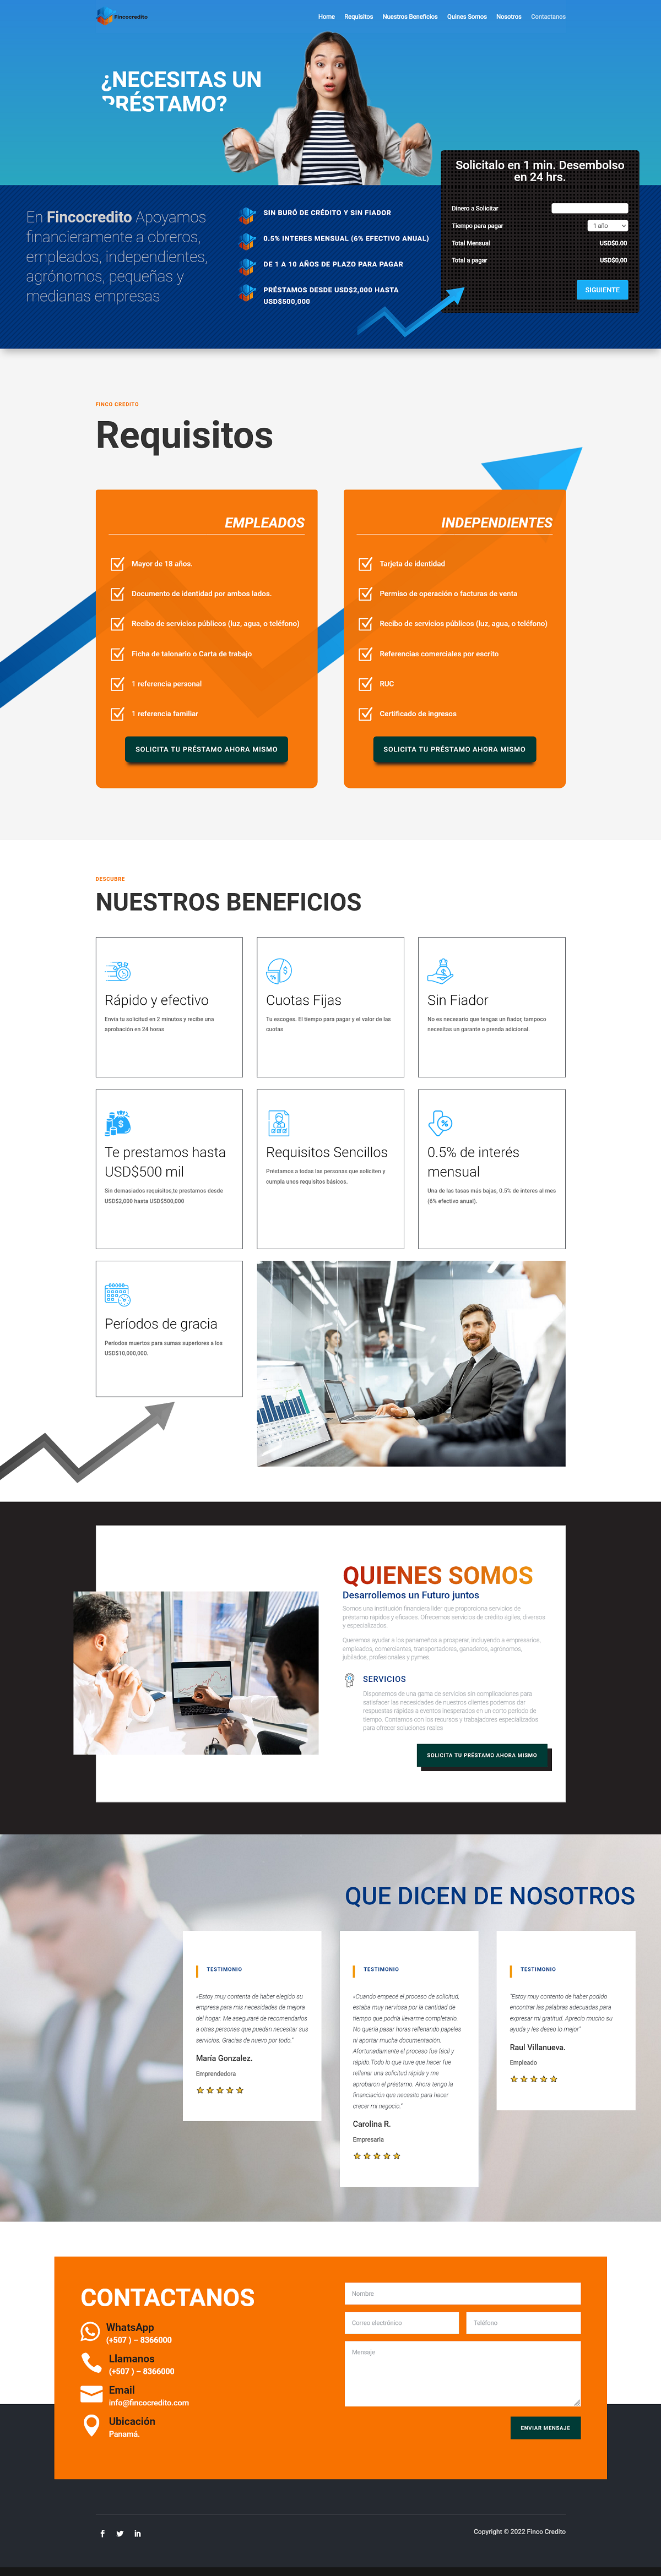 Fincocredito
Home
Requisitos
Nuestros Beneficios
Quines Somos
Nosotros
Contactanos
¿NECESITAS UN
PRÉSTAMO?
Solicitalo en 1 min. Desembolso
en 24 hrs.
Dinero a Solicitar
Tiempo para pagar
1 año
Total Mensual
USD$0.00
Total a pagar
USD$0,00
SIGUIENTE
En Fincocredito Apoyamos
financieramente a obreros,
empleados, independientes,
agrónomos, pequeñas y
medianas empresas
SIN BURÓ DE CRÉDITO Y SIN FIADOR
0.5% INTERES MENSUAL (6% EFECTIVO ANUAL)
DE 1 A 10 AÑOS DE PLAZO PARA PAGAR
PRÉSTAMOS DESDE USD$2,000 HASTA
USD$500,000
FINCO CREDITO
Requisitos
EMPLEADOS
Mayor de 18 años.
Documento de identidad por ambos lados.
Recibo de servicios públicos (luz, agua, o teléfono)
Ficha de talonario o Carta de trabajo
1 referencia personal
1 referencia familiar
SOLICITA TU PRÉSTAMO AHORA MISMO
INDEPENDIENTES
Tarjeta de identidad
Permiso de operación o facturas de venta
Recibo de servicios públicos (luz, agua, o teléfono)
Referencias comerciales por escrito
RUC
Certificado de ingresos
SOLICITA TU PRÉSTAMO AHORA MISMO
DESCUBRE
NUESTROS BENEFICIOS
Rápido y efectivo
Envía tu solicitud en 2 minutos y recibe una
aprobación en 24 horas
Cuotas Fijas
Tu escoges. El tiempo para pagar y el valor de las
cuotas
Sin Fiador
No es necesario que tengas un fiador, tampoco
necesitas un garante o prenda adicional.
Te prestamos hasta
USD$500 mil
Sin demasiados requisitos,te prestamos desde
USD$2,000 hasta USD$500,000
Requisitos Sencillos
Préstamos a todas las personas que soliciten y
cumpla unos requisitos básicos.
0.5% de interés
mensual
Una de las tasas más bajas, 0.5% de interes al mes
(6% efectivo anual).
Períodos de gracia
Períodos muertos para sumas superiores a los
USD$10,000,000.
QUIENES SOMOS
Desarrollemos un Futuro juntos
Somos una institución financiera líder que proporciona servicios de
préstamo rápidos y eficaces. Ofrecemos servicios de crédito ágiles, diversos
y especializados.
Queremos ayudar a los panameños a prosperar, incluyendo a empresarios,
empleados, comerciantes, transportadores, ganaderos, agrónomos,
jubilados, profesionales y pymes.
SERVICIOS
Disponemos de una gama de servicios sin complicaciones para
satisfacer las necesidades de nuestros clientes podemos dar
respuestas rápidas a eventos inesperados en un corto periodo de
tiempo. Contamos con los recursos y trabajadores especializados
para ofrecer soluciones reales
SOLICITA TU PRÉSTAMO AHORA MISMO
QUE DICEN DE NOSOTROS
TESTIMONIO
«Estoy muy contenta de haber elegido su
empresa para mis necesidades de mejora
del hogar. Me aseguraré de recomendarlos
a otras personas que puedan necesitar sus
servicios. Gracias de nuevo por todo.”
María Gonzalez.
Emprendedora
TESTIMONIO
«Cuando empecé el proceso de solicitud,
estaba muy nerviosa por la cantidad de
tiempo que podría llevarme completarlo.
No quería pasar horas rellenando papeles
ni aportar mucha documentación.
Afortunadamente el proceso fue fácil y
rápido.Todo lo que tuve que hacer fue
rellenar una solicitud rápida y me
aprobaron el préstamo. Ahora tengo la
financiación que necesito para hacer
crecer mi negocio.”
Carolina R.
Empresaria
TESTIMONIO
“Estoy muy contento de haber podido
encontrar las palabras adecuadas para
expresar mi gratitud. Aprecio mucho su
ayuda y les deseo lo mejor”
Raul Villanueva.
Empleado
CONTACTANOS
WhatsApp
(+507 ) – 8366000
Llamanos
(+507 ) – 8366000
Email
info@fincocredito.com
Ubicación
Panamá.
Nombre
Correo electrónico
Teléfono
Mensaje
ENVIAR MENSAJE
Copyright © 2022 Finco Credito